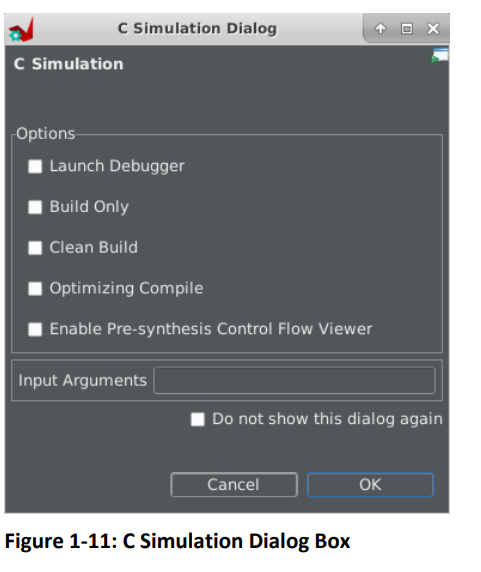 C Simulation Dialog
C Simulation
Options
Launch Debugger
Build Only
Clean Build
Optimizing Compile
Enable Pre-synthesis Control Flow Viewer
Input Arguments
Do not show this dialog again
Cancel OK
Figure 1-11: C Simulation Dialog Box